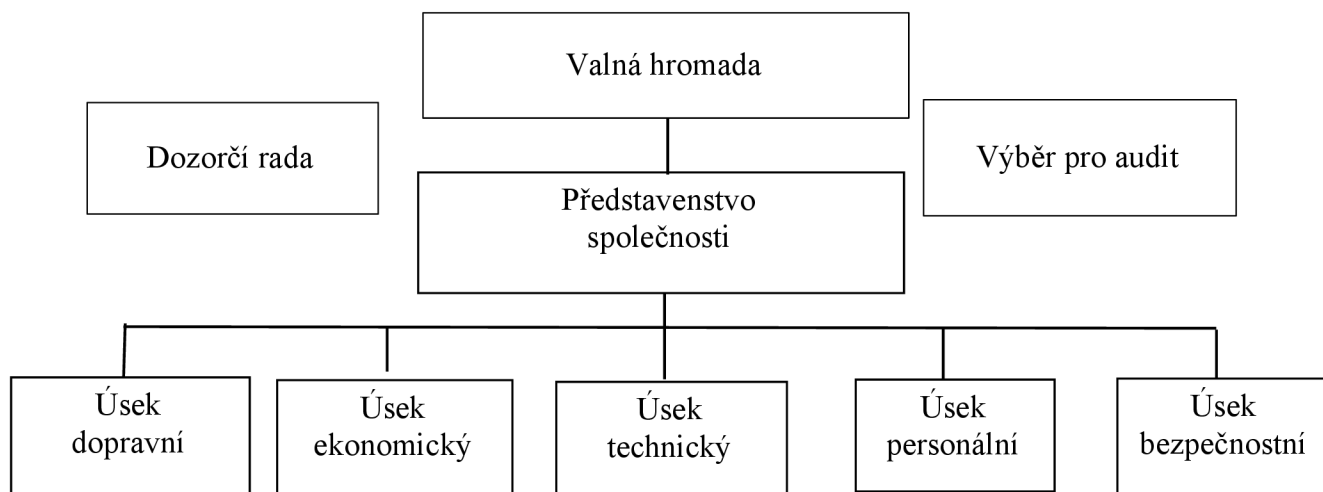 Valná hromada
Dozorčí rada
Výběr pro audit
Představenstvo
společnosti
Úsek
dopravní
Úsek
ekonomický
Úsek
technický
Úsek
personální
Úsek
bezpečnostní